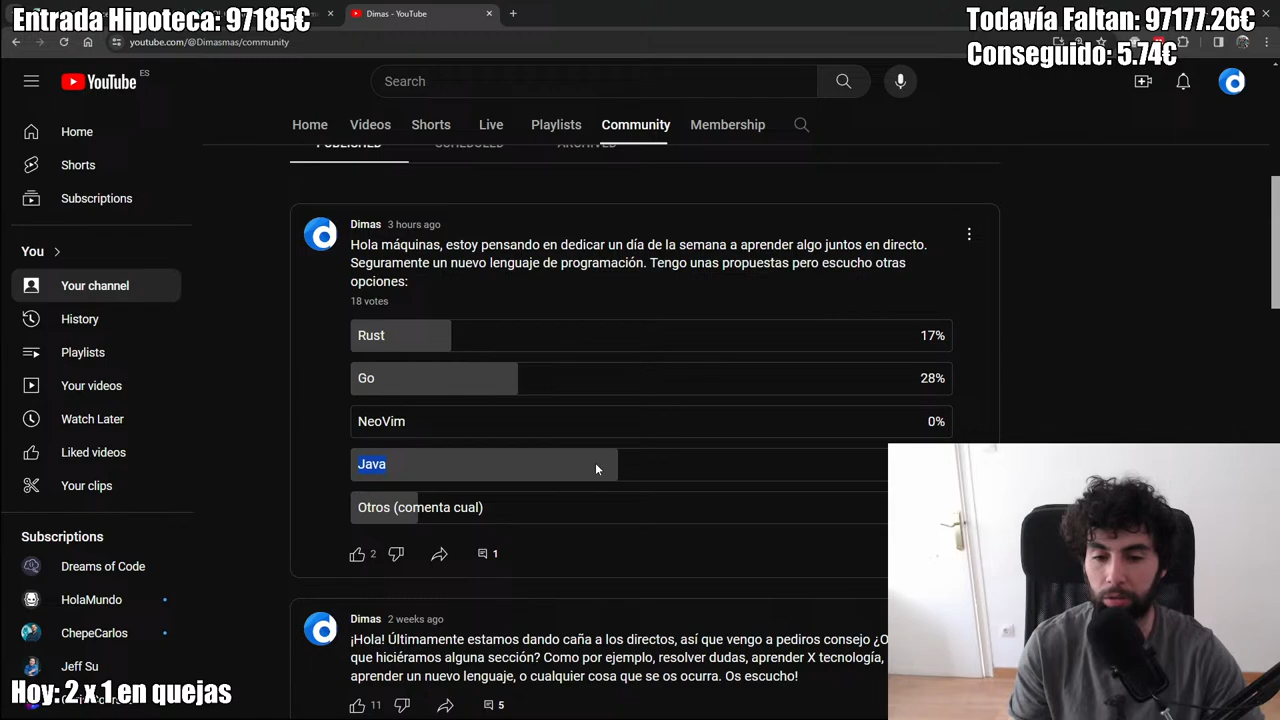 Entrada Hipoteca: 97185€
Dimas - YouTube
Todavía Faltan: 97177.26€
youtube.com/@Dimasmas/community
Conseguido: 5.74€
YouTube ES
Search
Home
Videos
Shorts
Live
Playlists
Community
Membership
PUBLISHED
SCHEDULED
ARCHIVED
Home
Shorts
Subscriptions
You
Your channel
History
Playlists
Your videos
Watch Later
Liked videos
Your clips
Subscriptions
Dreams of Code
HolaMundo
ChepeCarlos
Jeff Su
Dimas 3 hours ago
Hola máquinas, estoy pensando en dedicar un día de la semana a aprender algo juntos en directo.
Seguramente un nuevo lenguaje de programación. Tengo unas propuestas pero escucho otras
opciones:
18 votes
Rust 17%
Go 28%
NeoVim 0%
Java
Otros (comenta cual)
2
1
Dimas 2 weeks ago
¡Hola! Últimamente estamos dando caña a los directos, así que vengo a pediros consejo
que hiciéramos alguna sección? Como por ejemplo, resolver dudas, aprender X tecnología,
aprender un nuevo lenguaje, o cualquier cosa que se os ocurra. Os escucho!
11
5
Hoy: 2 x 1 en quejas